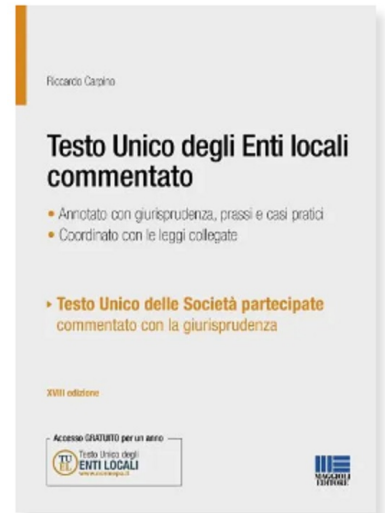 Riccardo Carpino
Testo Unico degli Enti locali
commentato
• Annotato con giurisprudenza, prassi e casi pratici
• Coordinato con le leggi collegate
▸ Testo Unico delle Società partecipate
commentato con la giurisprudenza
XVIII edizione
Accesso GRATUITO per un anno
TU
EL
Testo Unico degli
ENTI LOCALI
MAGGIOLI
EDITORE